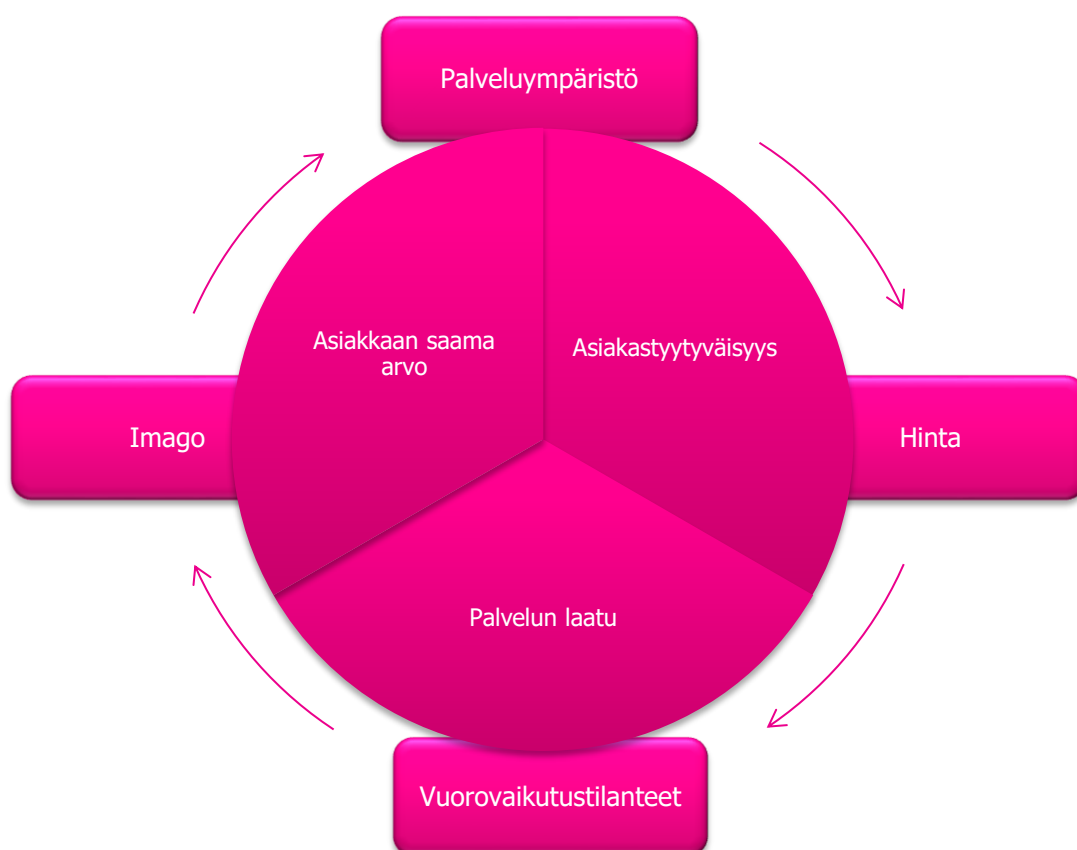 Palveluympäristö
Asiakkaan saama
arvo
Asiakastyytyväisyys
Imago
Hinta
Palvelun laatu
Vuorovaikutustilanteet